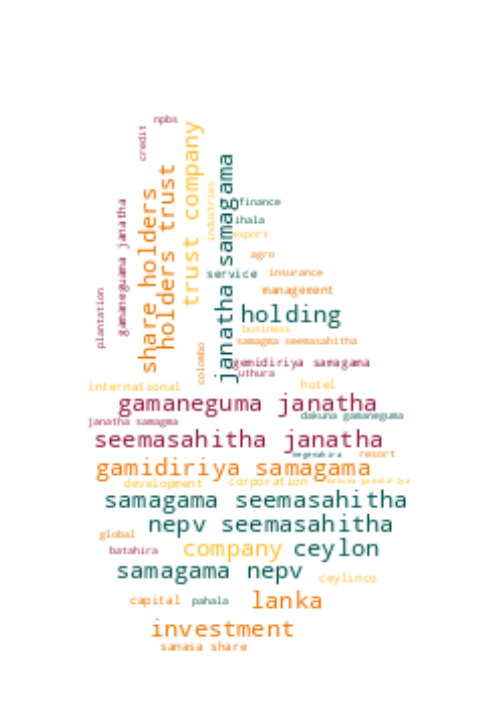 npbs
credit
trust company
janatha samagama
holders trust
industries
share holders
gamaneguama janatha
finance
ihala
export
agro
service
insurance
management
plantation
holding
business
samagma seemasahitha
colombo
gemidiriya samagama
uthura
international
hotel
gamaneguma janatha
dakuna gamaneguma
janatha samagma
seemasahitha janatha
negenahira
resort
gamidiriya samagama
development
corporation
dakuna gamidiriya
samagama seemasahitha
nepv seemasahitha
global
batahira
company
ceylon
samagama nepv
ceylinco
capital
pahala
lanka
investment
sanasa share